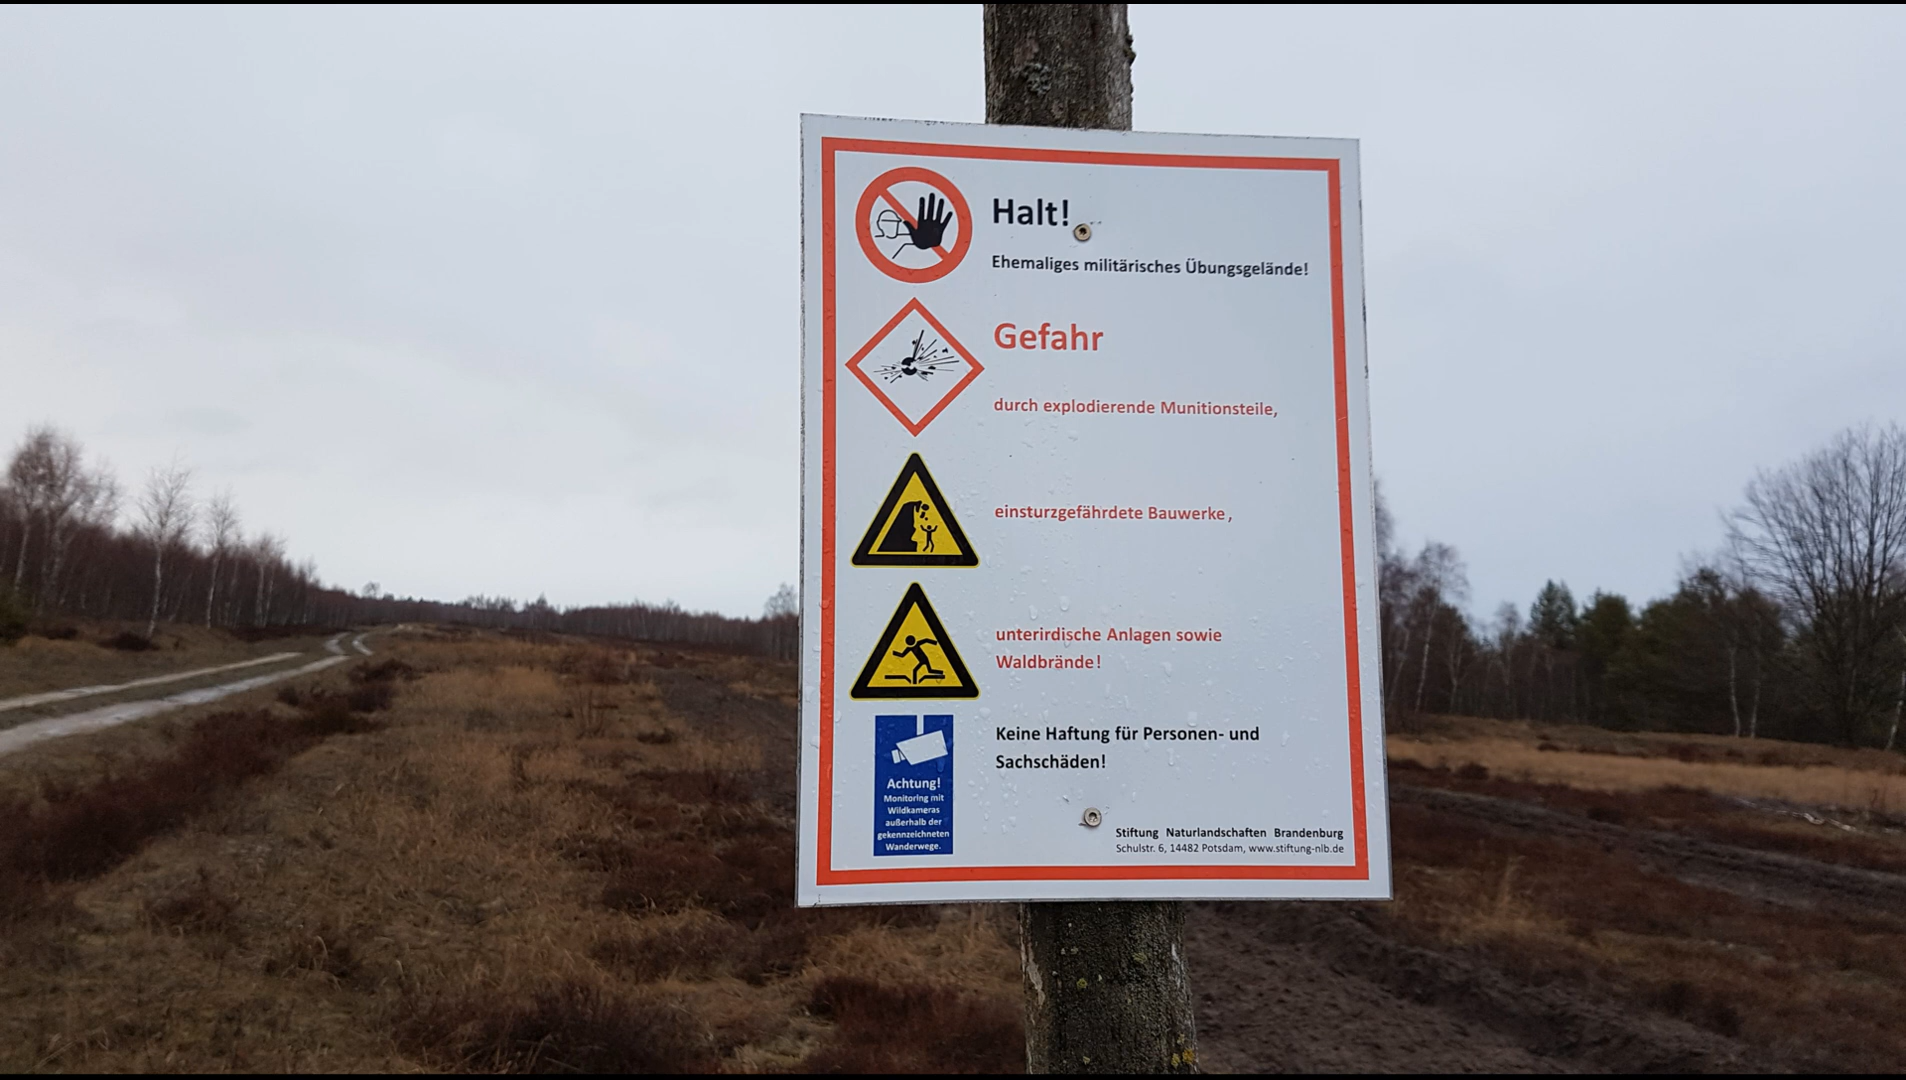 Halt!
Ehemaliges militärisches Übungsgelände!
Gefahr
durch explodierende Munitionsteile,
einsturzgefährdete Bauwerke,
unterirdische Anlagen sowie
Waldbrände!
Keine Haftung für Personen- und
Sachschäden!
Achtung!
Monitoring mit
Wildkameras
außerhalb der
gekennzeichneten
Wanderwege.
Stiftung Naturlandschaften Brandenburg
Schulstr. 6, 14482 Potsdam, www.stiftung-nlb.de